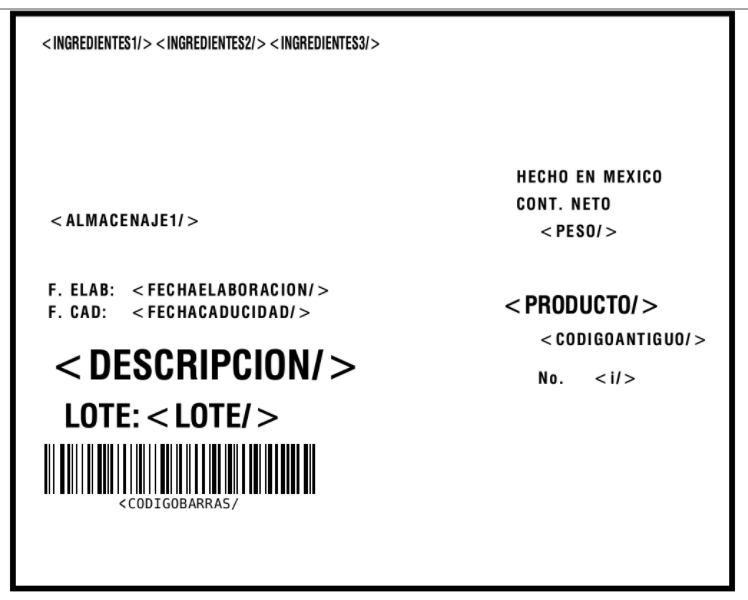 <INGREDIENTES1/> <INGREDIENTES2/> <INGREDIENTES3/>
HECHO EN MEXICO
CONT. NETO
<PESO/>
<ALMACENAJE1/>
F. ELAB: <FECHAELABORACION/>
F. CAD: <FECHACADUCIDAD/>
<PRODUCTO/>
<CODIGOANTIGUO/>
<DESCRIPCION/>
No. <i/>
LOTE: <LOTE/>
<CODIGOBARRAS/